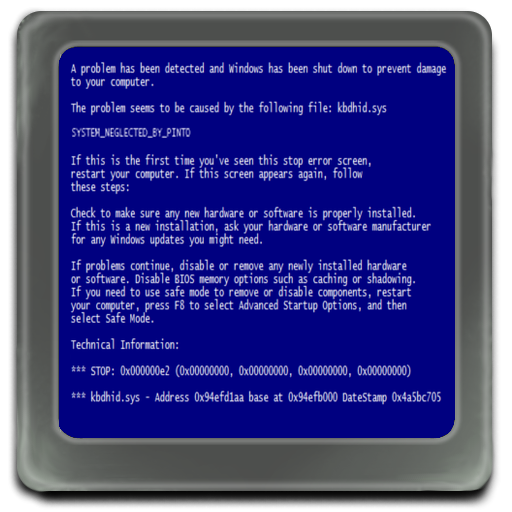 A problem has been detected and Windows has been shut down to prevent damage
to your computer.
The problem seems to be caused by the following file: kbdhid.sys
SYSTEM_NEGLECTED_BY_PINTO
If this is the first time you've seen this stop error screen,
restart your computer. If this screen appears again, follow
these steps:
Check to make sure any new hardware or software is properly installed.
If this is a new installation, ask your hardware or software manufacturer
for any Windows updates you might need.
If problems continue, disable or remove any newly installed hardware
or software. Disable BIOS memory options such as caching or shadowing.
If you need to use safe mode to remove or disable components, restart
your computer, press F8 to select Advanced Startup Options, and then
select Safe Mode.
Technical Information:
*** STOP: 0x000000e2 (0x00000000, 0x00000000, 0x00000000, 0x00000000)
*** kbdhid.sys - Address 0x94efd1aa base at 0x94efb000 DateStamp 0x4a5bc705